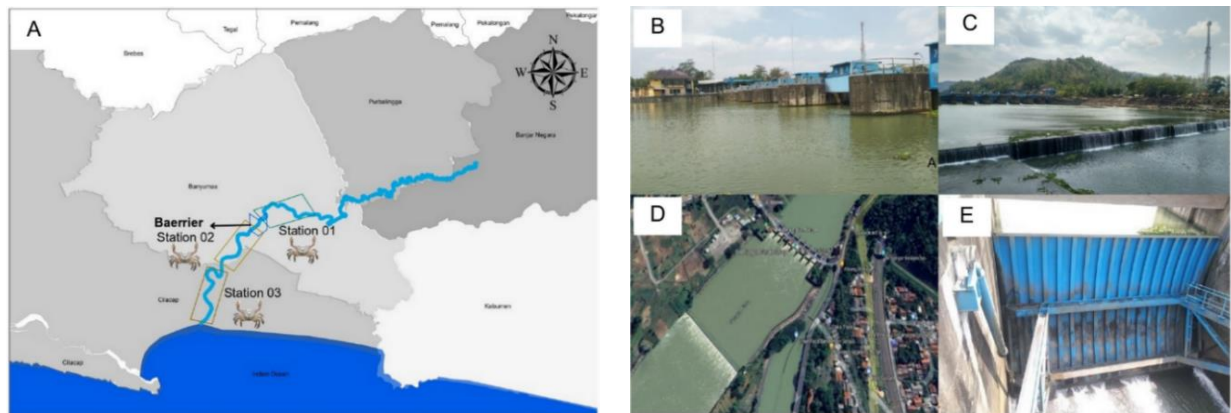 A
Tegal
Pemalang
Pekalongan
Pemalang
Pekalongan
Brebes
N
W
E
S
Purbalingga
Banjar Negara
Banyumas
Baerrier
Station 01
Station 02
Station 03
Cilacap
Kebumen
Cilacap
Indian Ocean
B
A
C
D
E